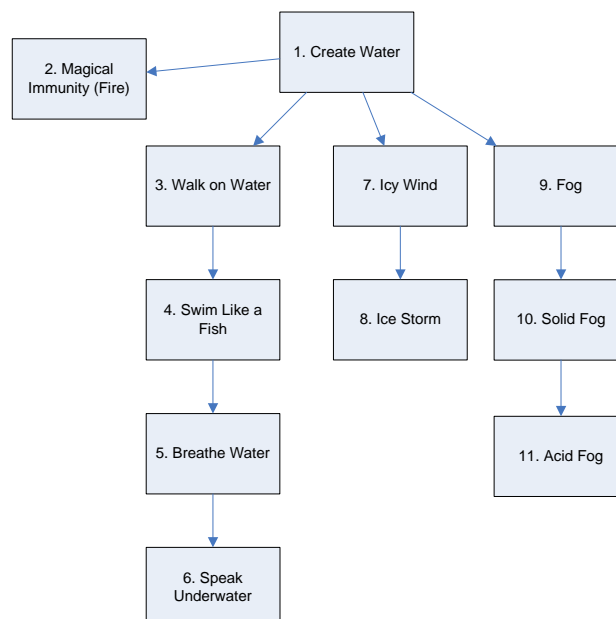 1. Create Water
2. Magical
Immunity (Fire)
3. Walk on Water
7. Icy Wind
9. Fog
4. Swim Like a
Fish
8. Ice Storm
10. Solid Fog
5. Breathe Water
11. Acid Fog
6. Speak
Underwater